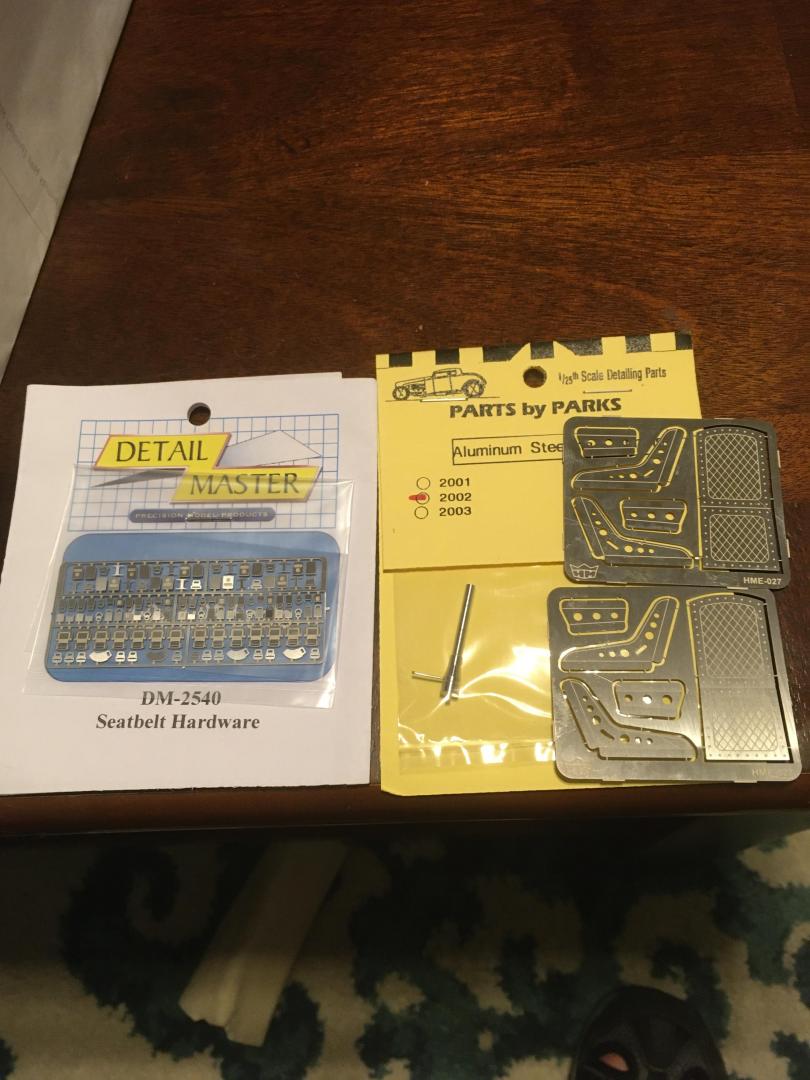 DETAIL
MASTER
PRECISION MODEL PRODUCTS
DM-2540
Seatbelt Hardware
1/25th Scale Detailing Parts
PARTS by PARKS
Aluminum Stee
2001
2002
2003
HME-027